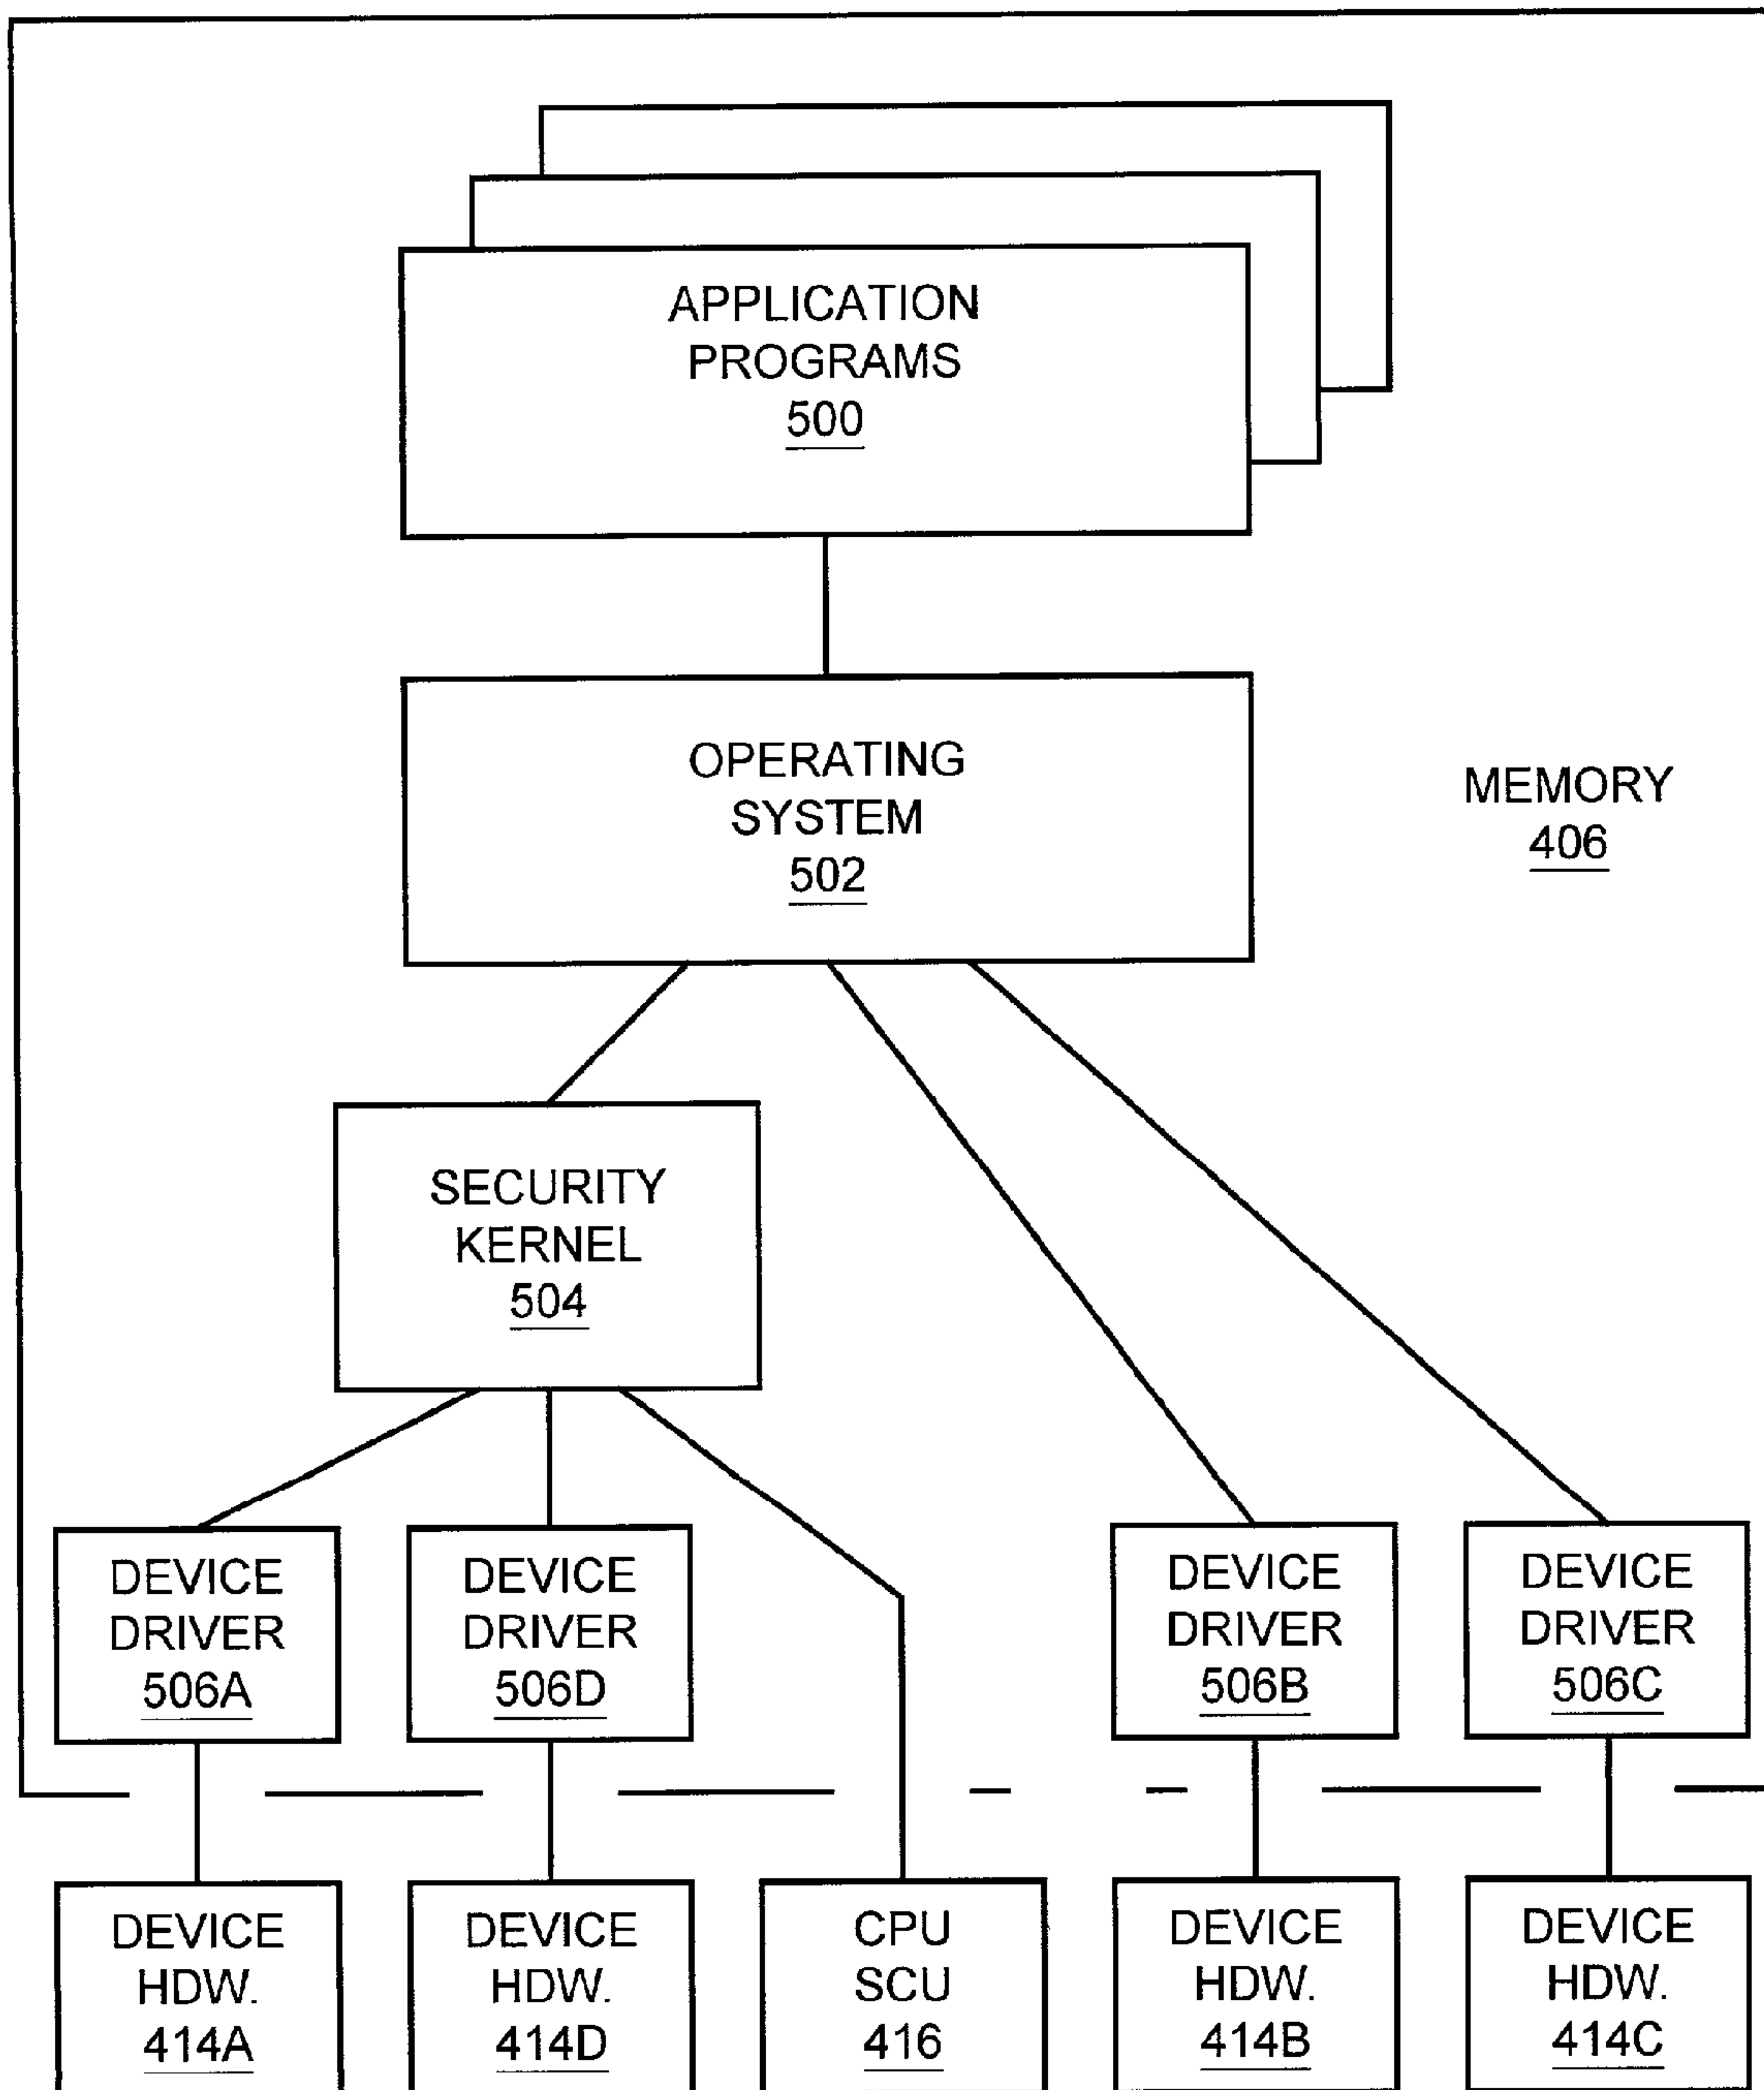 APPLICATION
PROGRAMS
500
OPERATING
SYSTEM
502
MEMORY
406
SECURITY
KERNEL
504
DEVICE
DRIVER
506A
DEVICE
DRIVER
506D
DEVICE
DRIVER
506B
DEVICE
DRIVER
506C
DEVICE
HDW.
414A
DEVICE
HDW.
414D
CPU
SCU
416
DEVICE
HDW.
414B
DEVICE
HDW.
414C